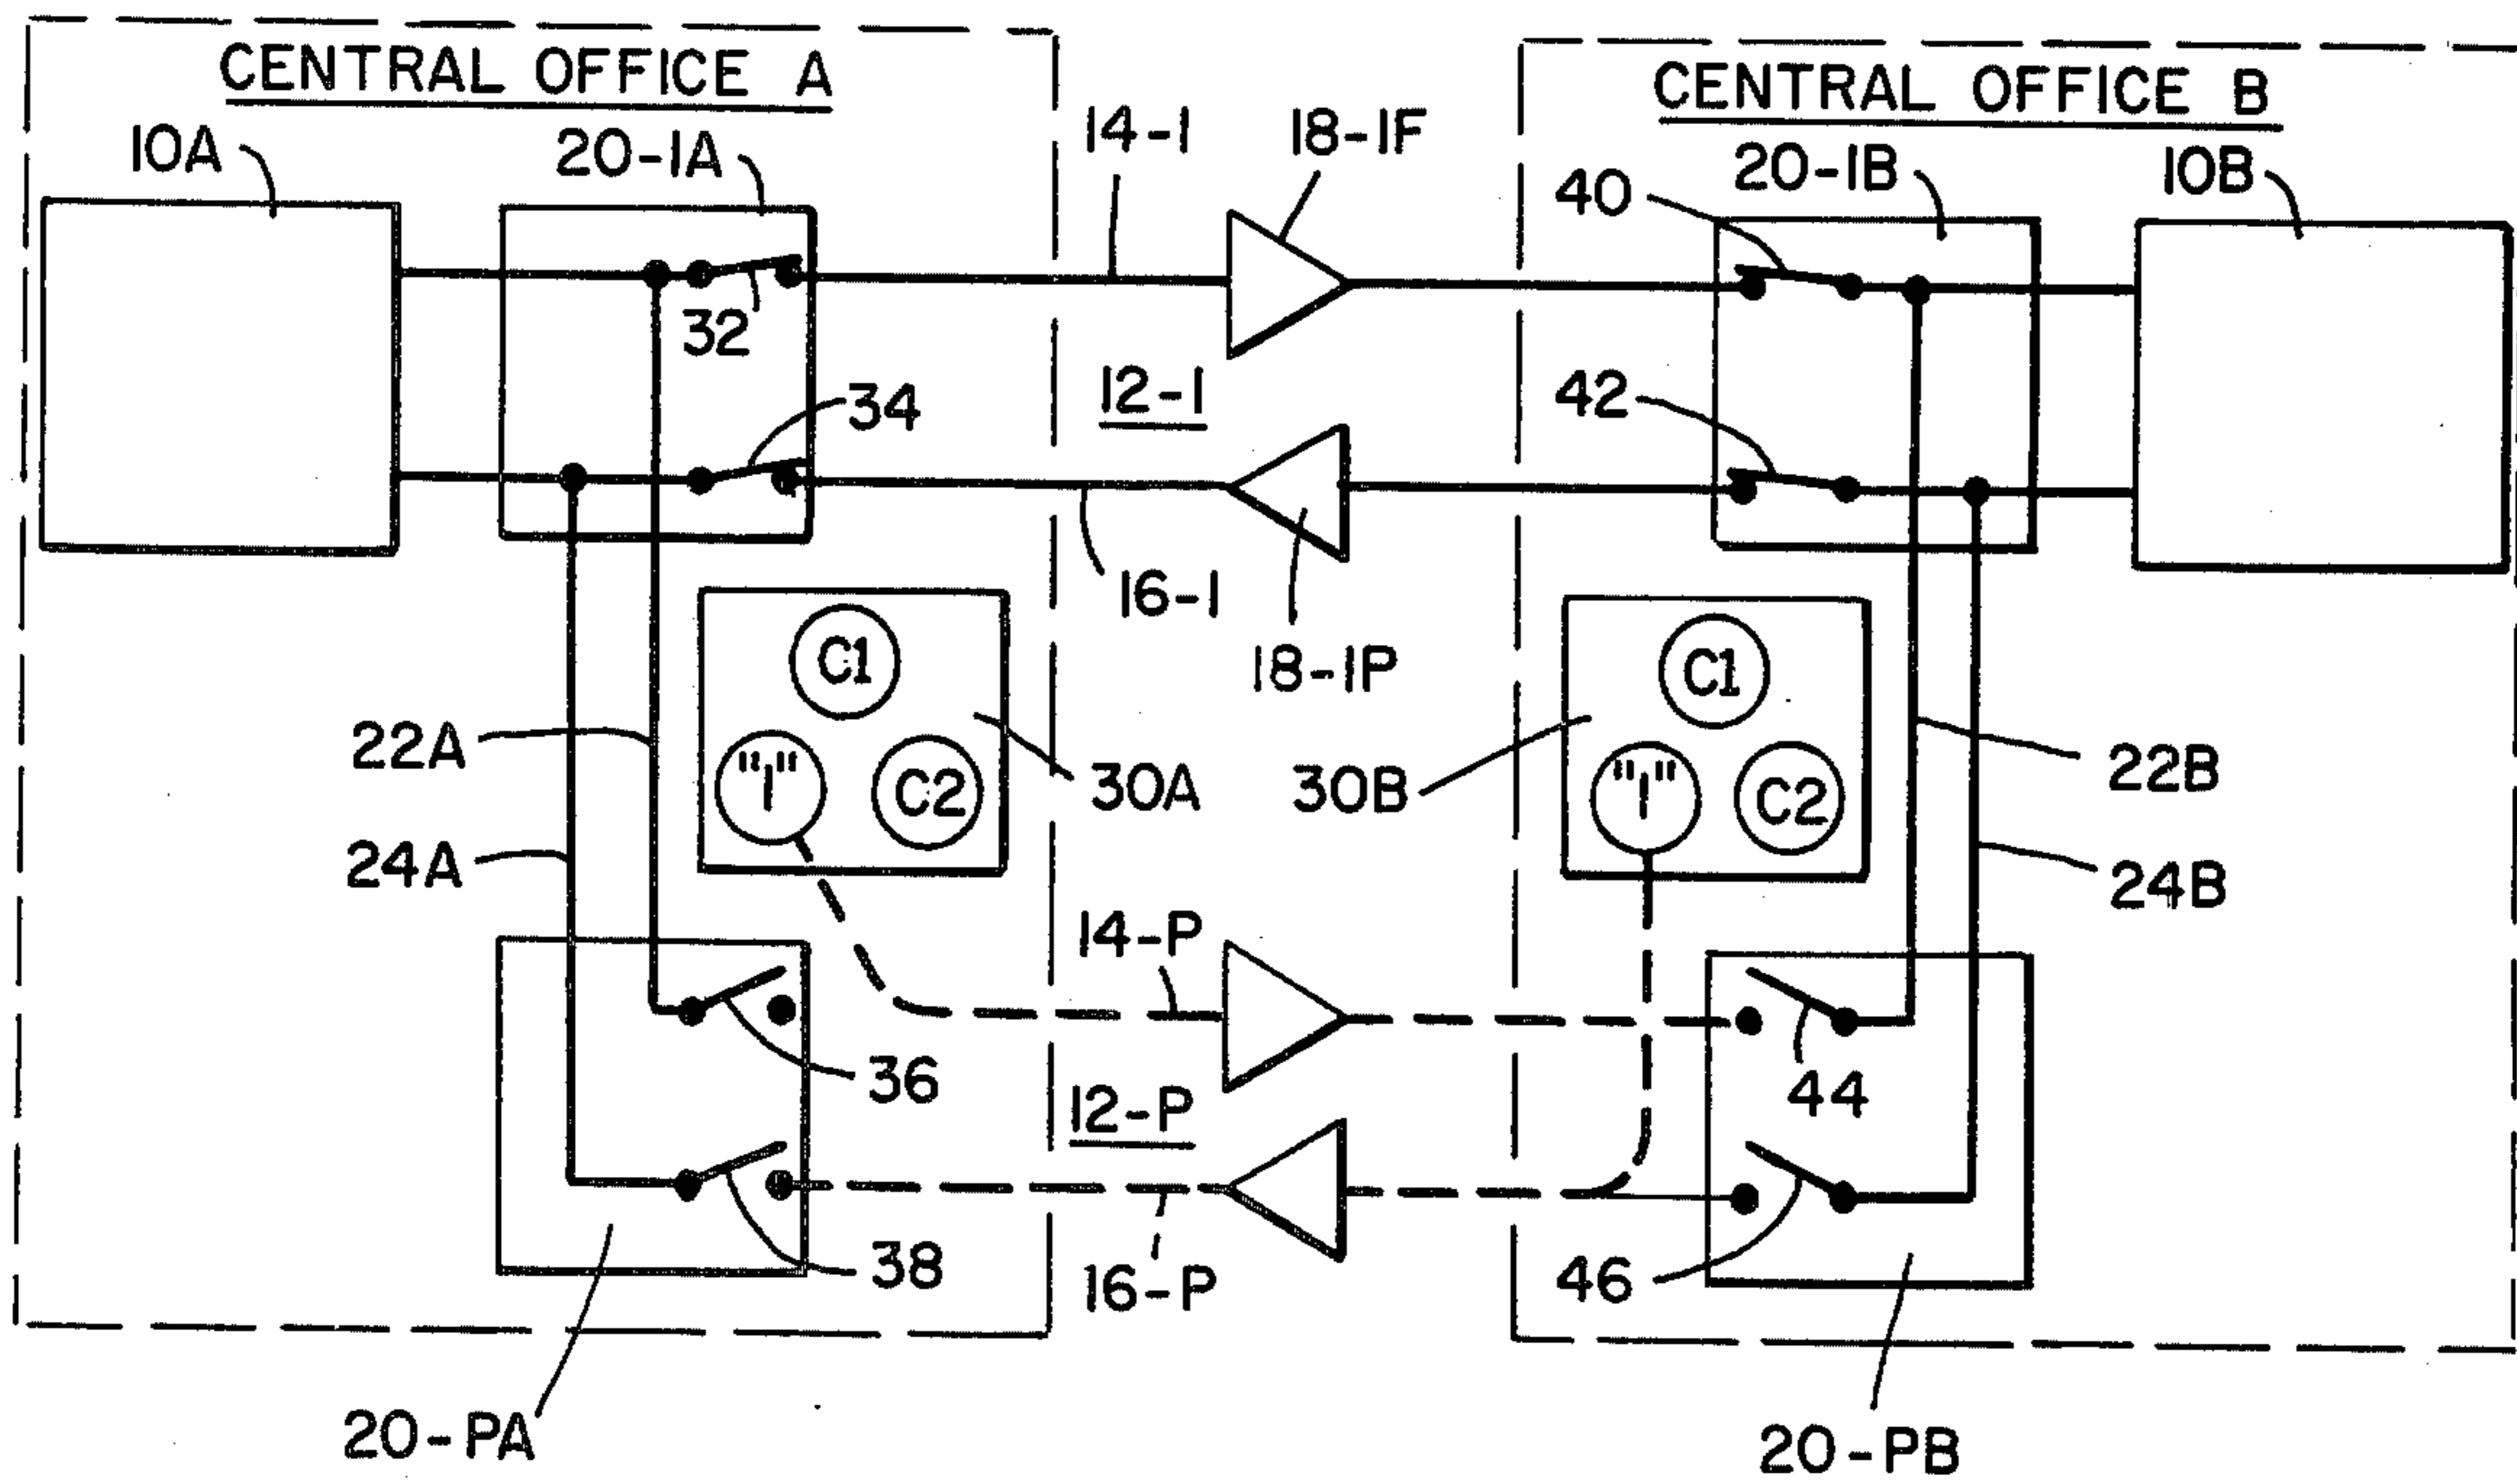 CENTRAL OFFICE A
CENTRAL OFFICE B
10A
20-1A
14-1
18-1F
40
20-1B
10B
32
34
12-1
42
16-1
18-1P
C1
C1
22A
"1"
C2
30A
30B
"1"
C2
22B
24A
24B
14-P
36
44
12-P
38
16-P
46
20-PA
20-PB